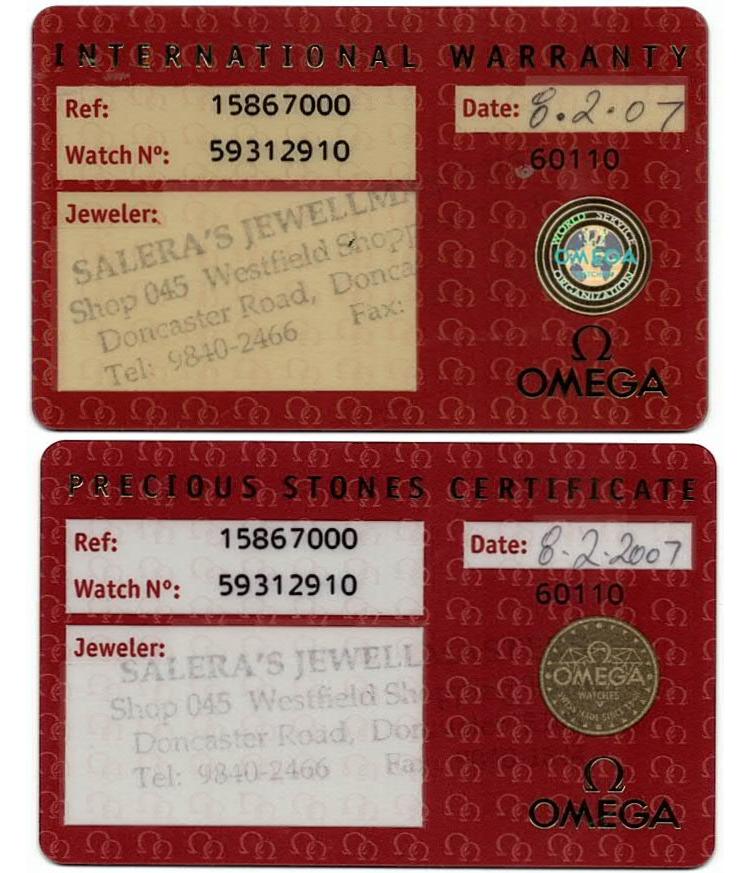 INTERNATIONAL WARRANTY
Ref: 15867000
Date: 8.2.07
Watch Nº: 59312910
60110
Jeweler:
SALERA'S JEWELLM
Shop 045 Westfield Shopp
Doncaster Road, Donca
Tel: 9840-2466 Fax:
WORLD SERVICE
OMEGA
ORGANIZATION
Ω
OMEGA
PRECIOUS STONES CERTIFICATE
Ref: 15867000
Date: 8.2.2007
Watch Nº: 59312910
60110
Jeweler:
SALERA'S JEWELL
Shop 045 Westfield Sho
Doncaster Road, Don
Tel: 9840-2466 Fa
OMEGA
WATCHES
Ω
OMEGA